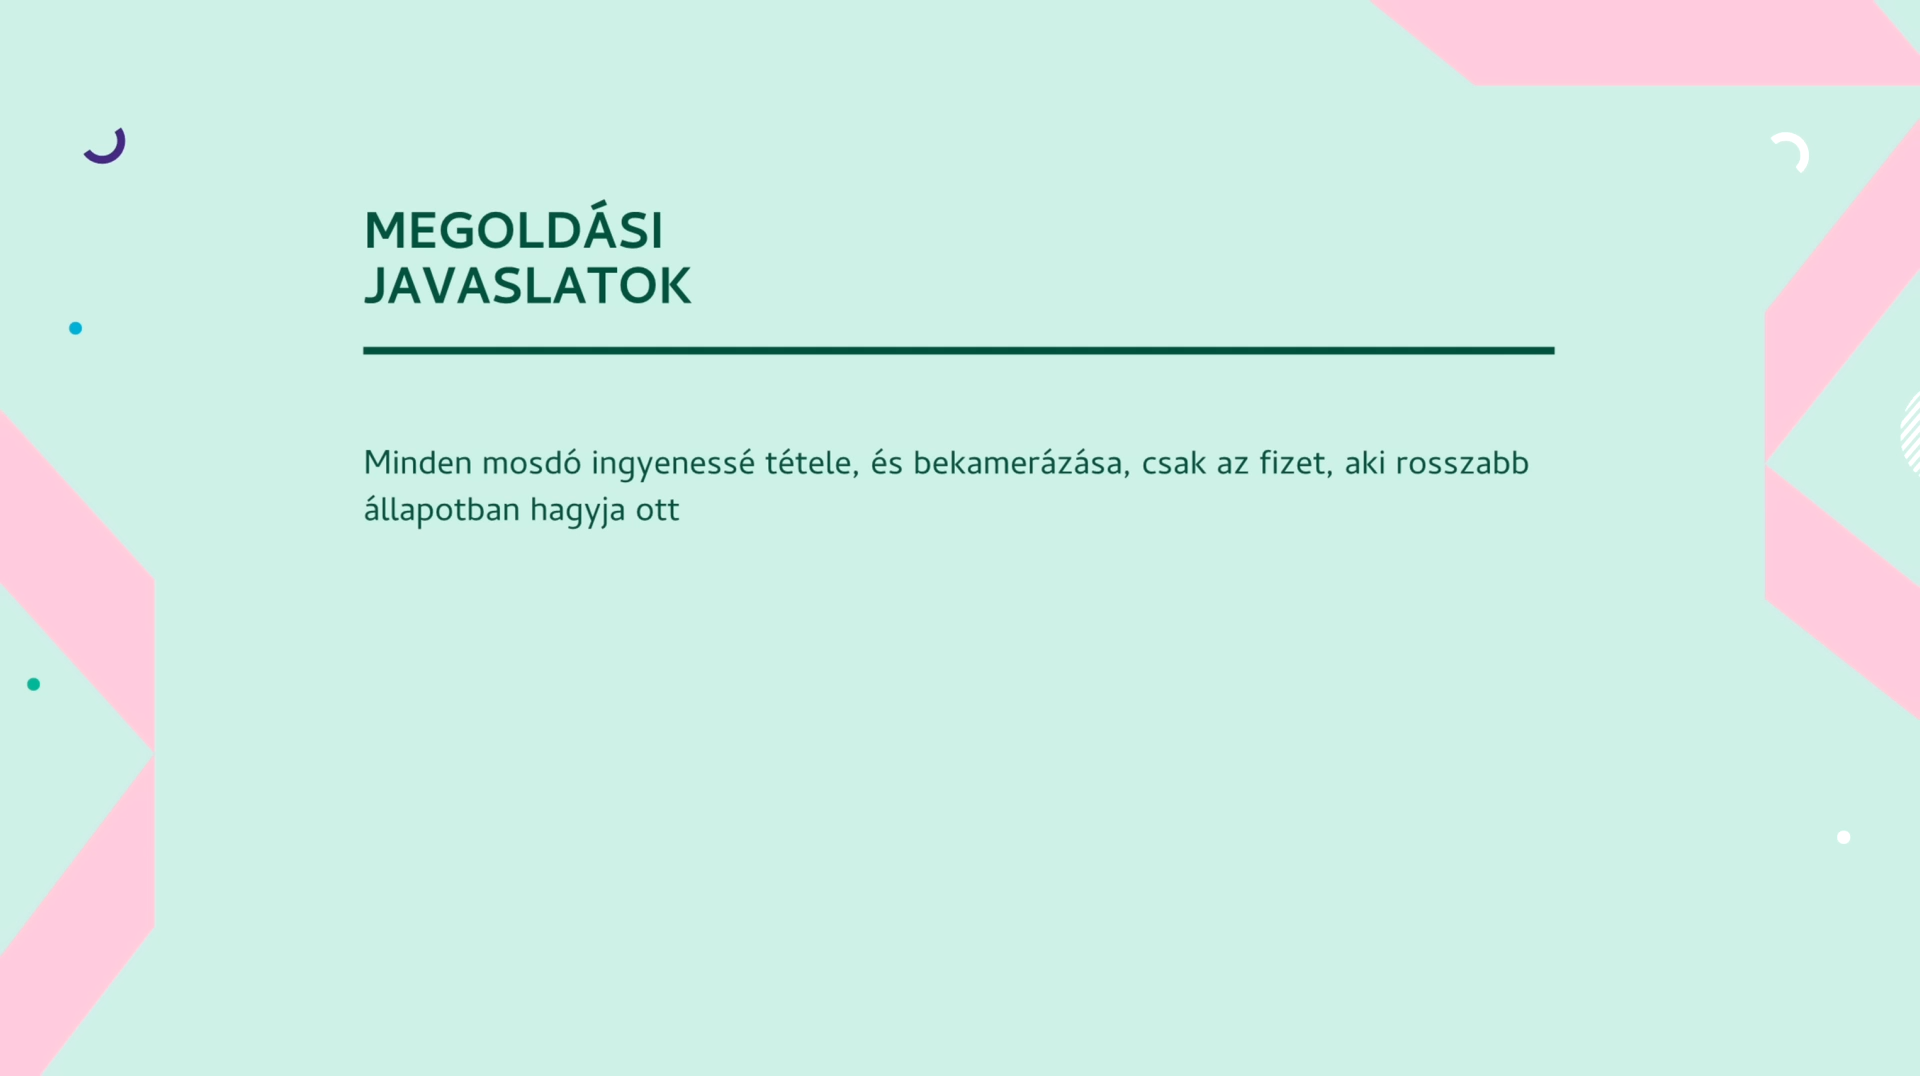 MEGOLDÁSI
JAVASLATOK
Minden mosdó ingyenessé tétele, és bekamerázása, csak az fizet, aki rosszabb
állapotban hagyja ott